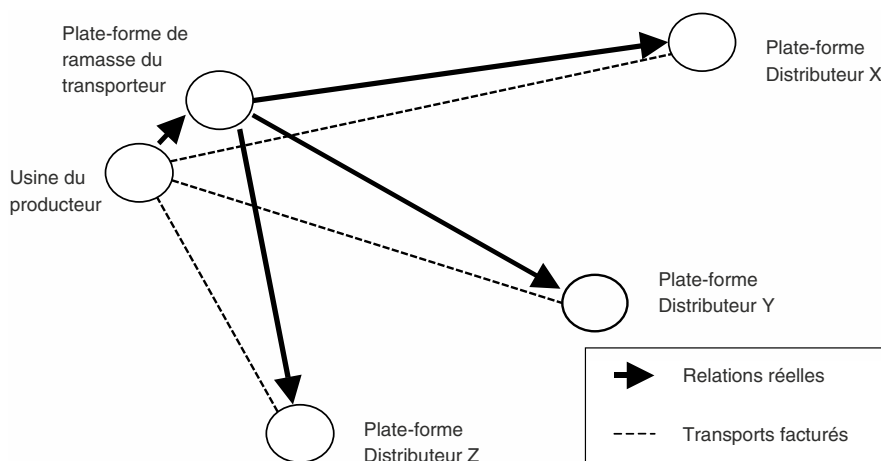 Plate-forme de
ramasse du
transporteur
Plate-forme
Distributeur X
Usine du
producteur
Plate-forme
Distributeur Y
Relations réelles
Plate-forme
Distributeur Z
Transports facturés